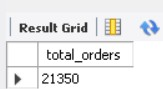 Result Grid
total_orders
21350